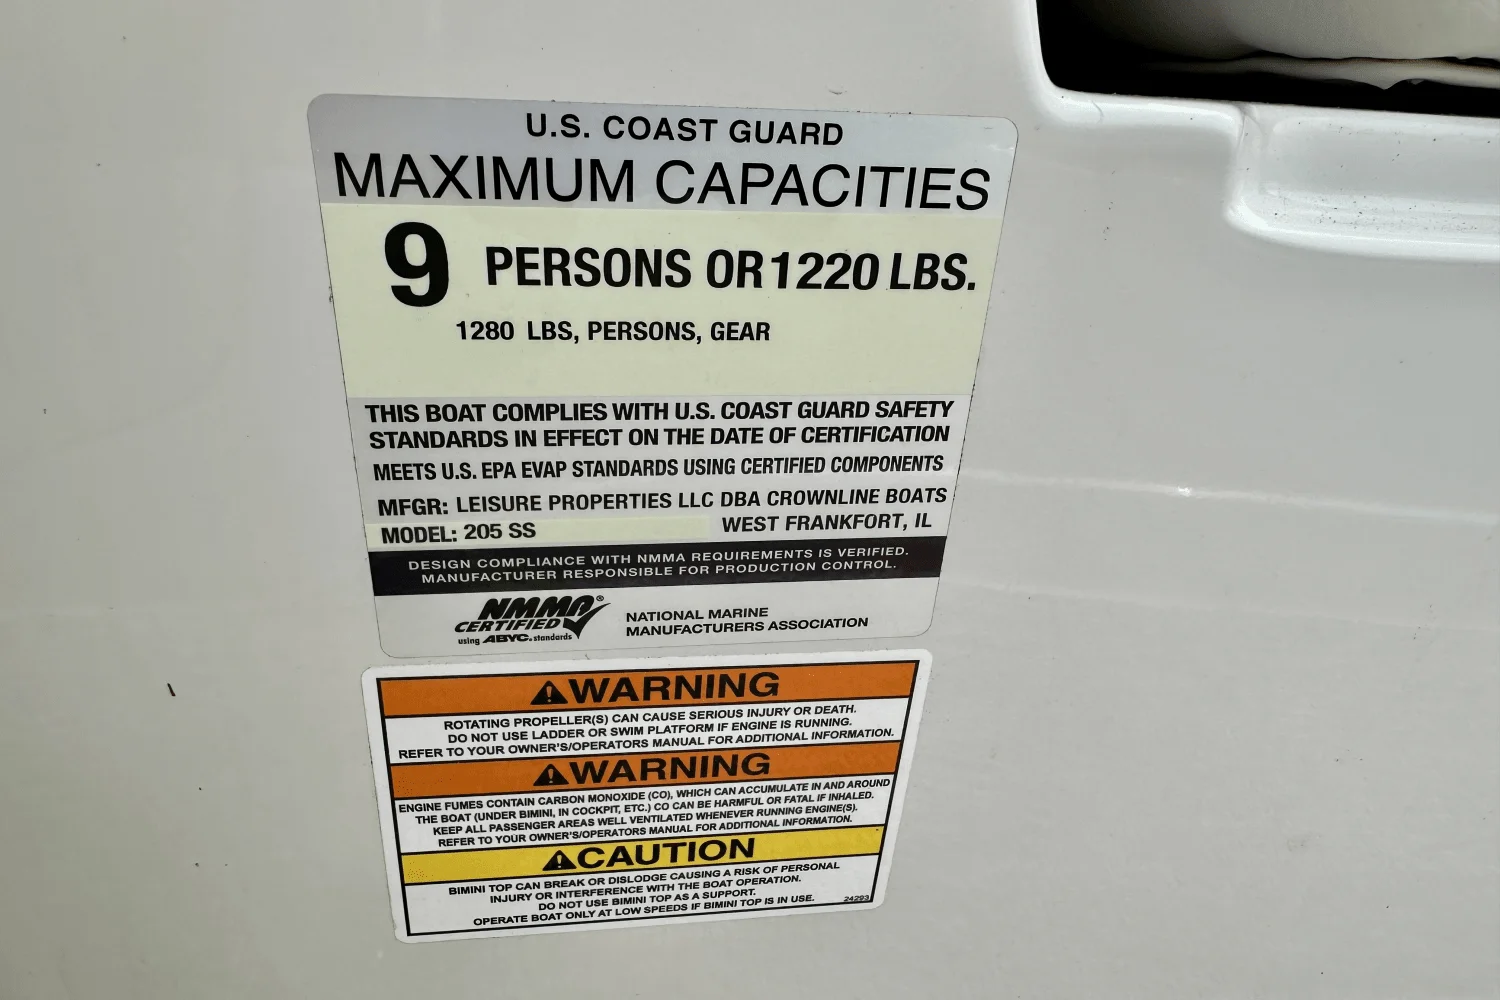 U.S. COAST GUARD
MAXIMUM CAPACITIES
9 PERSONS OR 1220 LBS.
1280 LBS, PERSONS, GEAR
THIS BOAT COMPLIES WITH U.S. COAST GUARD SAFETY
STANDARDS IN EFFECT ON THE DATE OF CERTIFICATION
MEETS U.S. EPA EVAP STANDARDS USING CERTIFIED COMPONENTS
MFGR: LEISURE PROPERTIES LLC DBA CROWNLINE BOATS
MODEL: 205 SS WEST FRANKFORT, IL
DESIGN COMPLIANCE WITH NMMA REQUIREMENTS IS VERIFIED.
MANUFACTURER RESPONSIBLE FOR PRODUCTION CONTROL.
NMMA®
CERTIFIED
using ABYC. standards
NATIONAL MARINE
MANUFACTURERS ASSOCIATION
WARNING
ROTATING PROPELLER(S) CAN CAUSE SERIOUS INJURY OR DEATH.
DO NOT USE LADDER OR SWIM PLATFORM IF ENGINE IS RUNNING.
REFER TO YOUR OWNER'S/OPERATORS MANUAL FOR ADDITIONAL INFORMATION.
WARNING
ENGINE FUMES CONTAIN CARBON MONOXIDE (CO), WHICH CAN ACCUMULATE IN AND AROUND
THE BOAT (UNDER BIMINI, IN COCKPIT, ETC.) CO CAN BE HARMFUL OR FATAL IF INHALED.
KEEP ALL PASSENGER AREAS WELL VENTILATED WHENEVER RUNNING ENGINE(S).
REFER TO YOUR OWNER'S/OPERATORS MANUAL FOR ADDITIONAL INFORMATION.
CAUTION
BIMINI TOP CAN BREAK OR DISLODGE CAUSING A RISK OF PERSONAL
INJURY OR INTERFERENCE WITH THE BOAT OPERATION.
DO NOT USE BIMINI TOP AS A SUPPORT.
OPERATE BOAT ONLY AT LOW SPEEDS IF BIMINI TOP IS IN USE.
24293